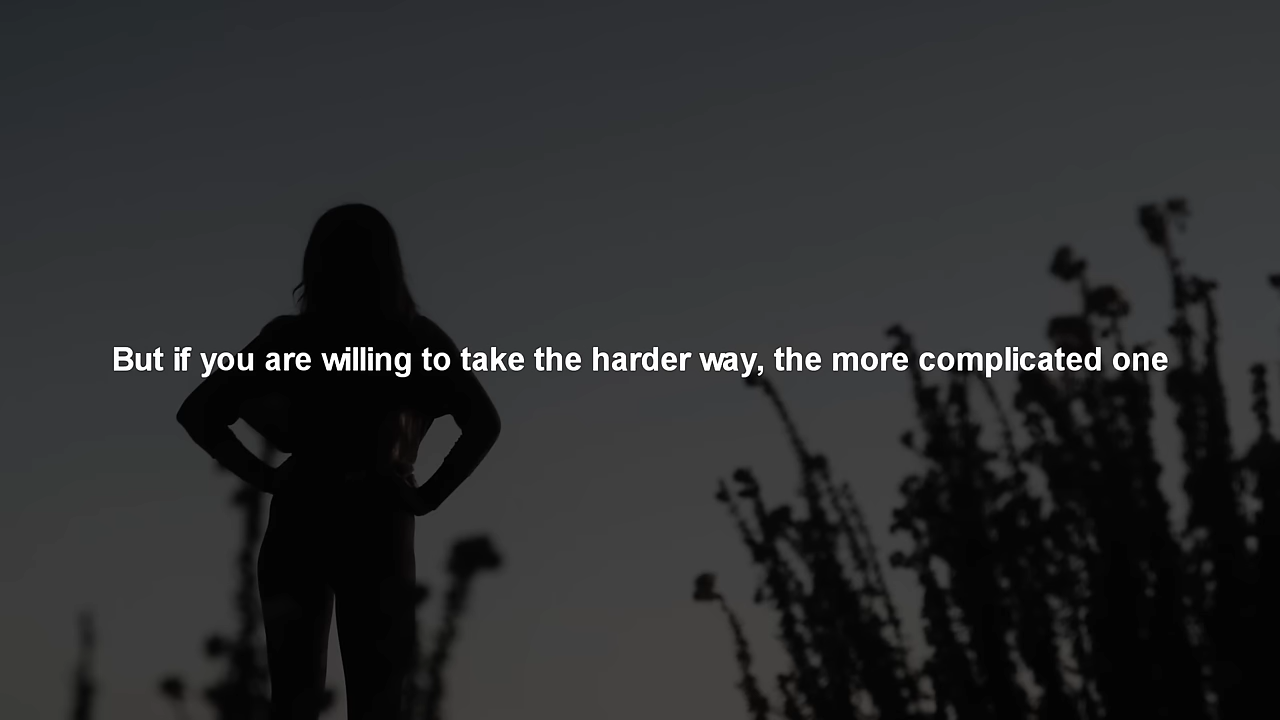 But if you are willing to take the harder way, the more complicated one